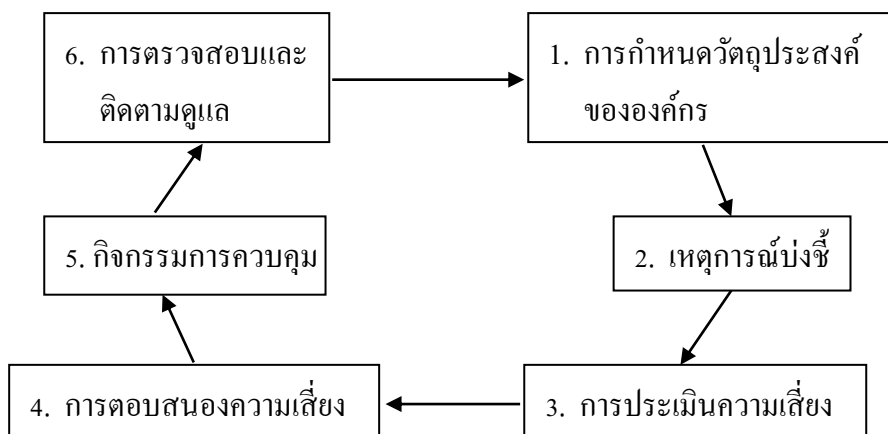 6. การตรวจสอบและ
ติดตามดูแล
1. การกำหนดวัตถุประสงค์
ขององค์กร
5. กิจกรรมการควบคุม
2. เหตุการณ์บ่งชี้
4. การตอบสนองความเสี่ยง
3. การประเมินความเสี่ยง